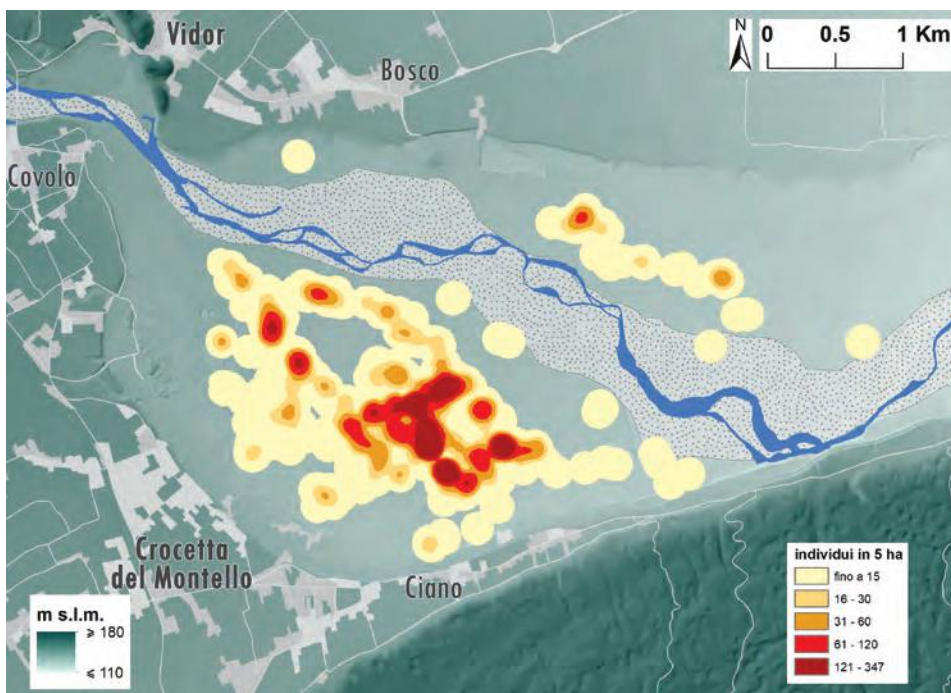 Vidor
Bosco
Covolo
N
0 0.5 1 Km
Crocetta
del Montello
Ciano
m s.l.m.
⩾ 180
⩽ 110
individui in 5 ha
fino a 15
16 - 30
31 - 60
61 - 120
121 - 347